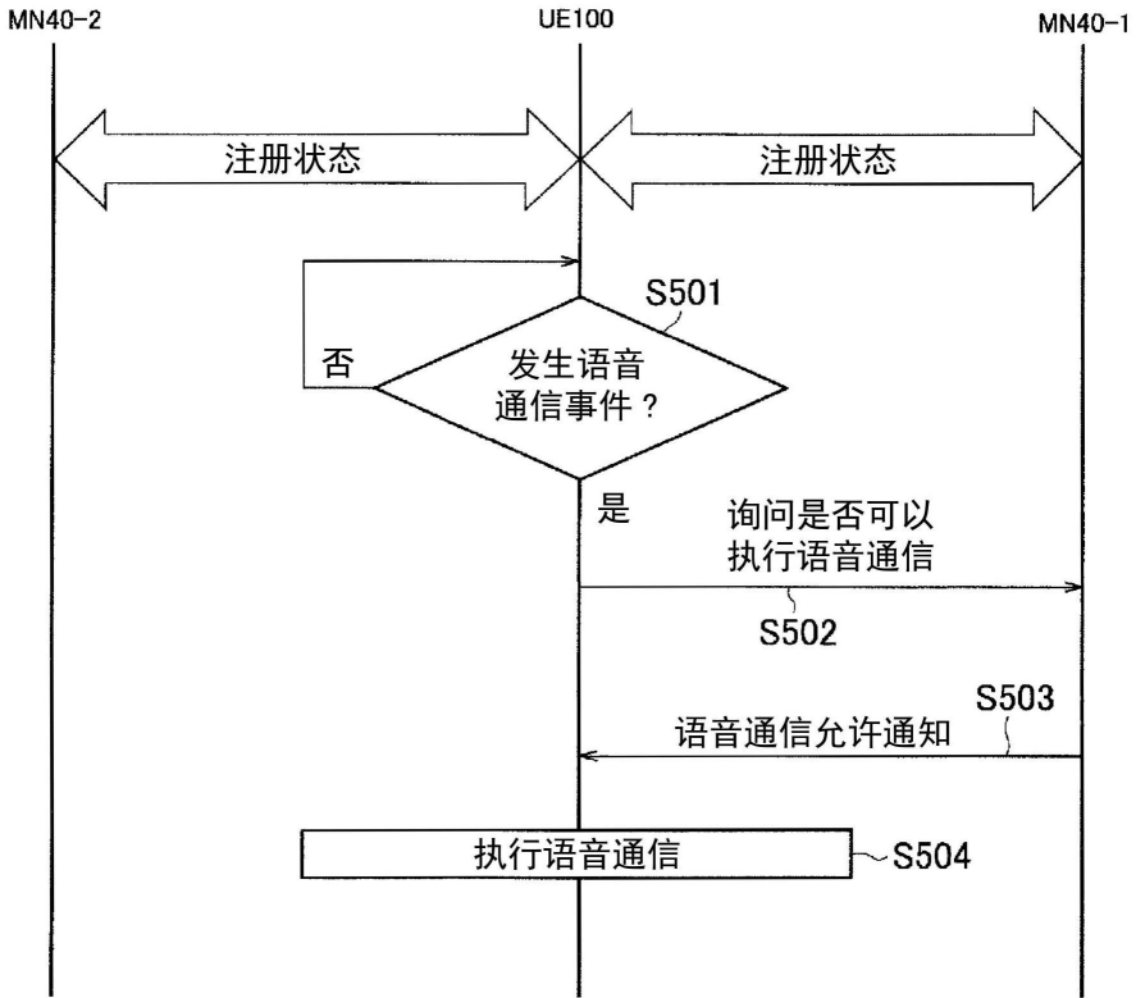 MN40-2
UE100
MN40-1
注册状态
注册状态
S501
否
发生语音
通信事件？
是
询问是否可以
执行语音通信
S502
S503
语音通信允许通知
执行语音通信
S504